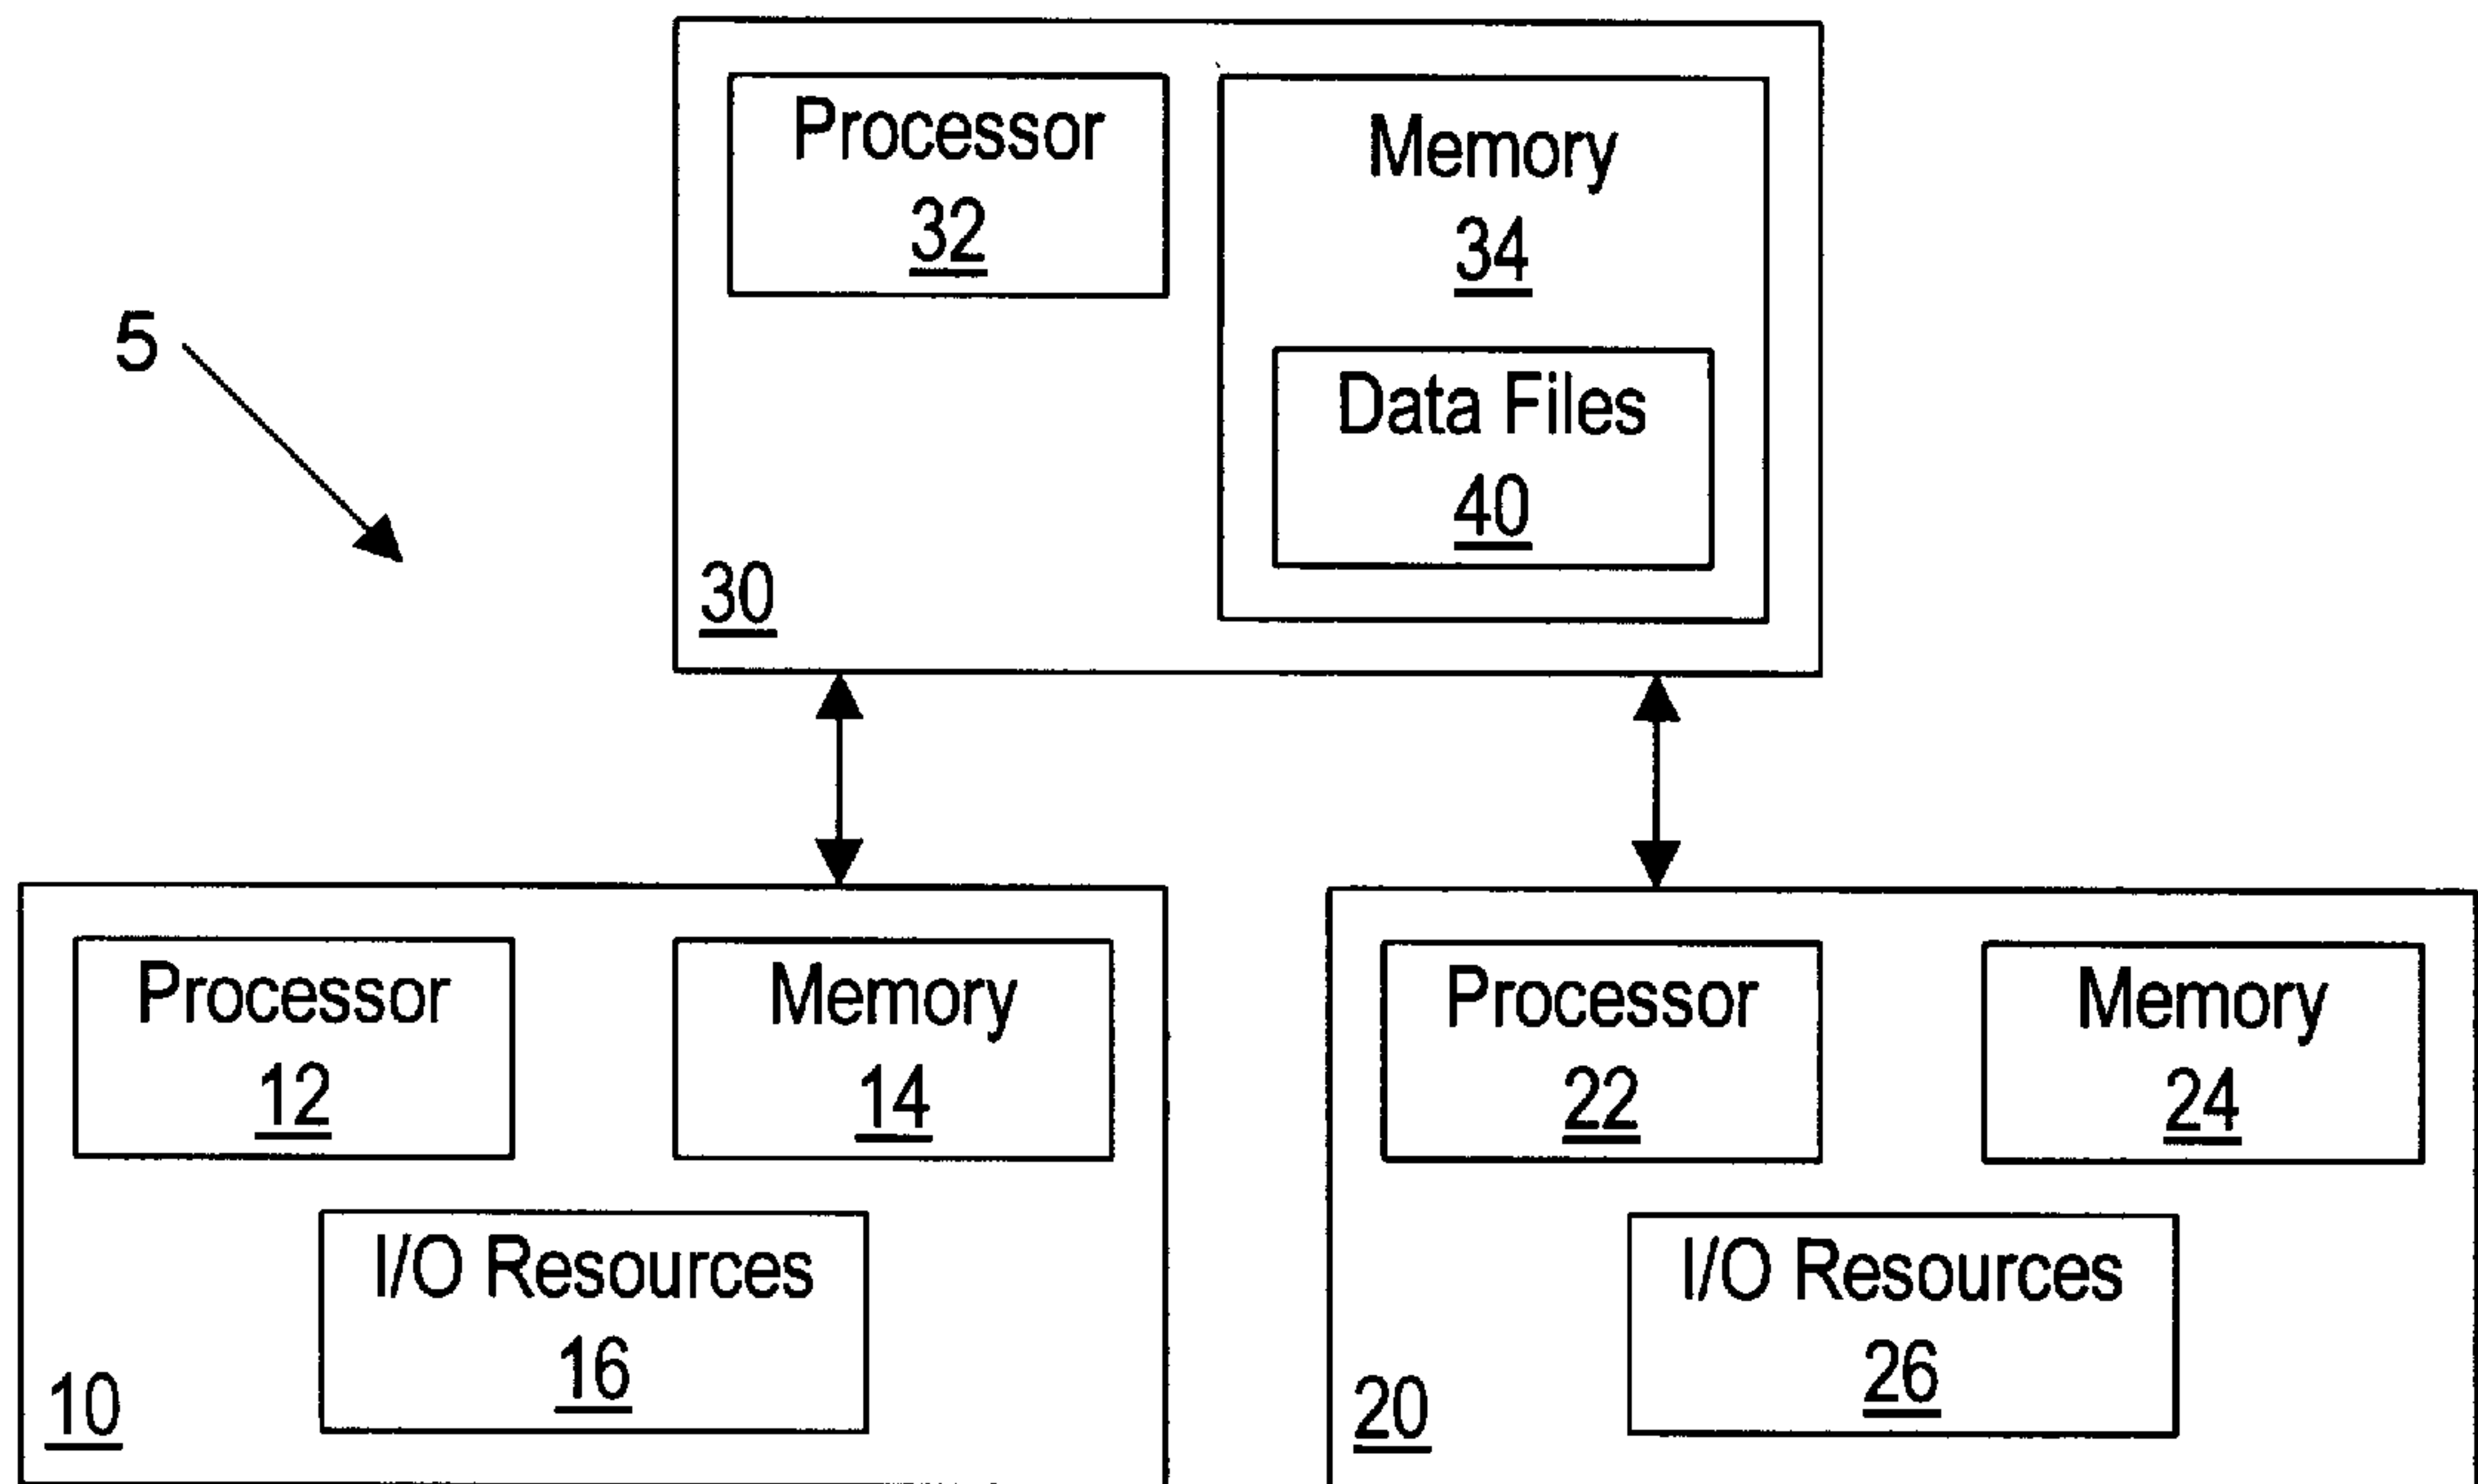 Processor
32
Memory
34
Data Files
40
5
30
Processor
12
Memory
14
I/O Resources
16
10
Processor
22
Memory
24
I/O Resources
26
20